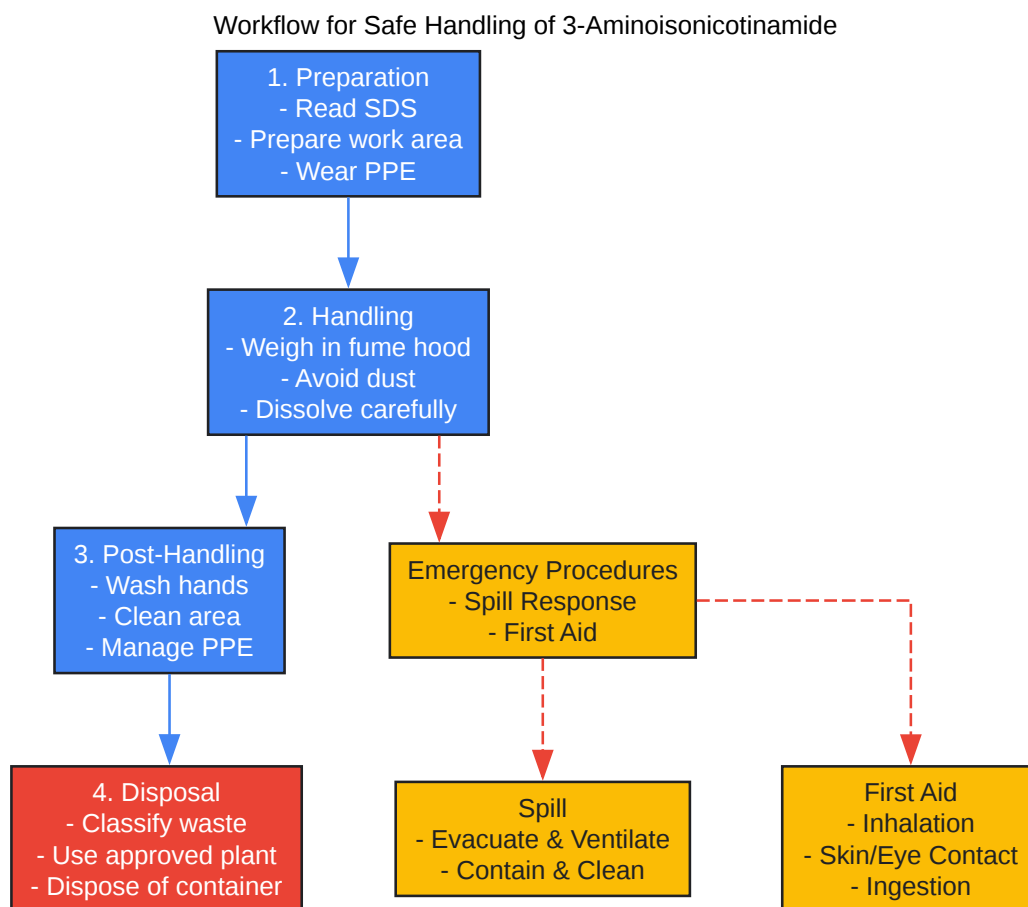 Workflow for Safe Handling of 3-Aminoisonicotinamide
1. Preparation
- Read SDS
- Prepare work area
- Wear PPE
2. Handling
- Weigh in fume hood
- Avoid dust
- Dissolve carefully
3. Post-Handling
- Wash hands
- Clean area
- Manage PPE
Emergency Procedures
- Spill Response
- First Aid
4. Disposal
- Classify waste
- Use approved plant
- Dispose of container
Spill
- Evacuate & Ventilate
- Contain & Clean
First Aid
- Inhalation
- Skin/Eye Contact
- Ingestion